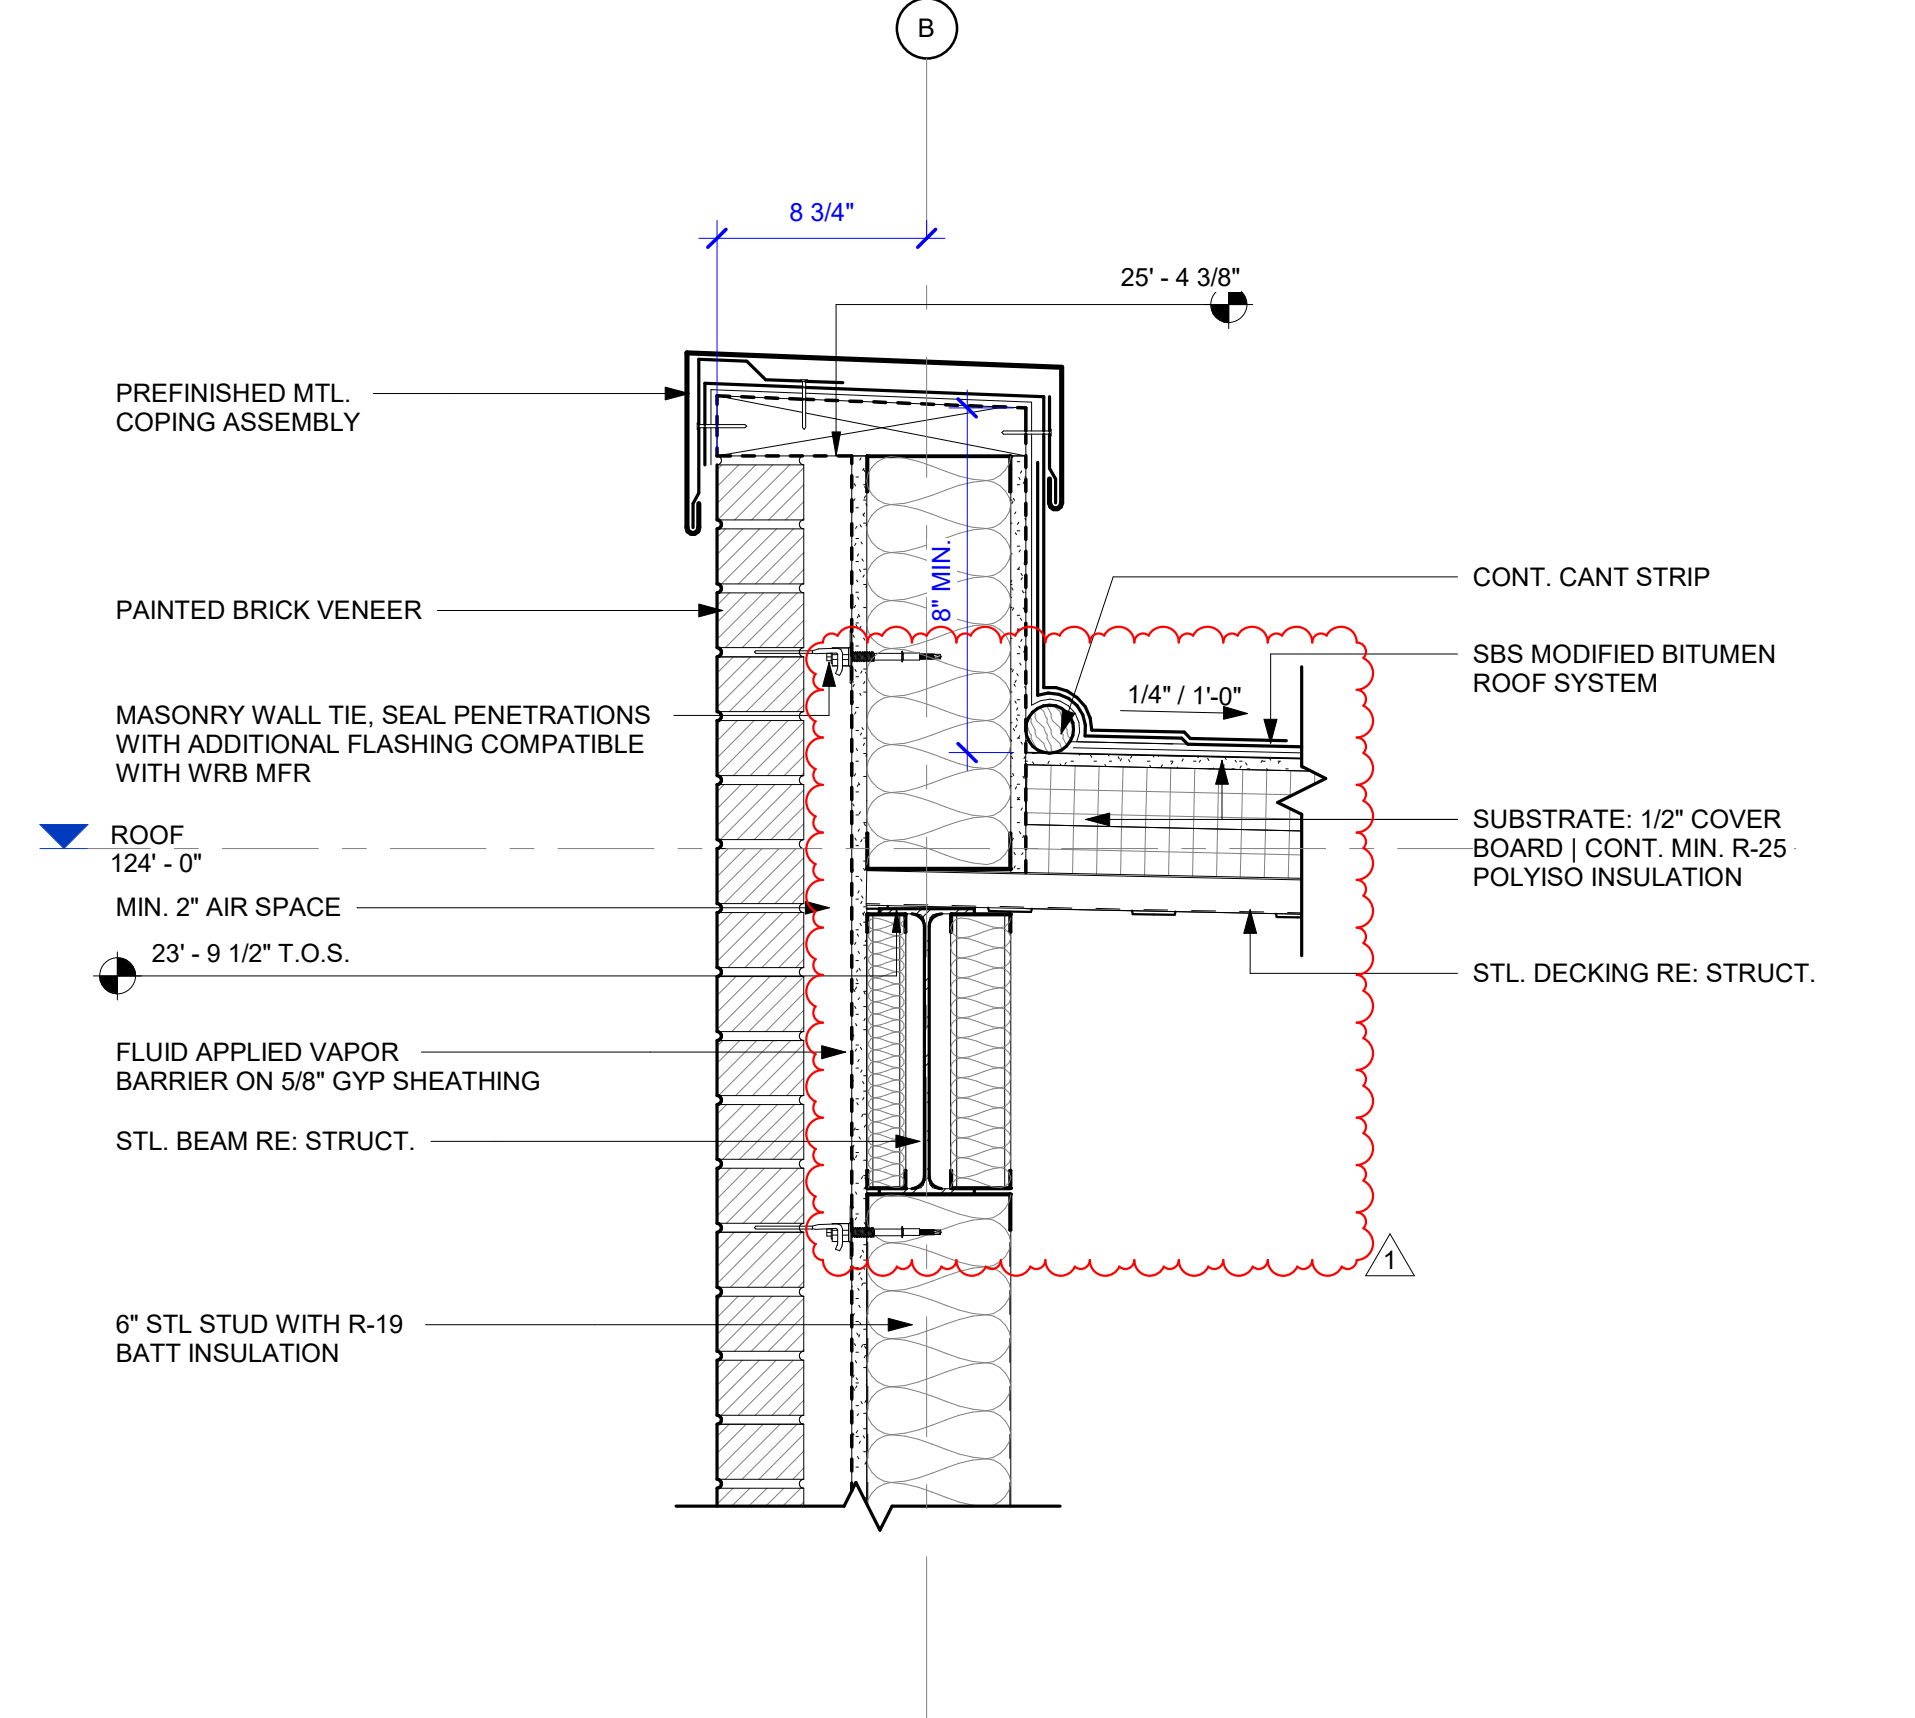 B
8 3/4"
25' - 4 3/8"
PREFINISHED MTL.
COPING ASSEMBLY
PAINTED BRICK VENEER
MASONRY WALL TIE, SEAL PENETRATIONS
WITH ADDITIONAL FLASHING COMPATIBLE
WITH WRB MFR
ROOF
124' - 0"
MIN. 2" AIR SPACE
23' - 9 1/2" T.O.S.
FLUID APPLIED VAPOR
BARRIER ON 5/8" GYP SHEATHING
STL. BEAM RE: STRUCT.
6" STL STUD WITH R-19
BATT INSULATION
8" MIN.
1/4" / 1'-0"
CONT. CANT STRIP
SBS MODIFIED BITUMEN
ROOF SYSTEM
SUBSTRATE: 1/2" COVER
BOARD | CONT. MIN. R-25
POLYISO INSULATION
STL. DECKING RE: STRUCT.
1